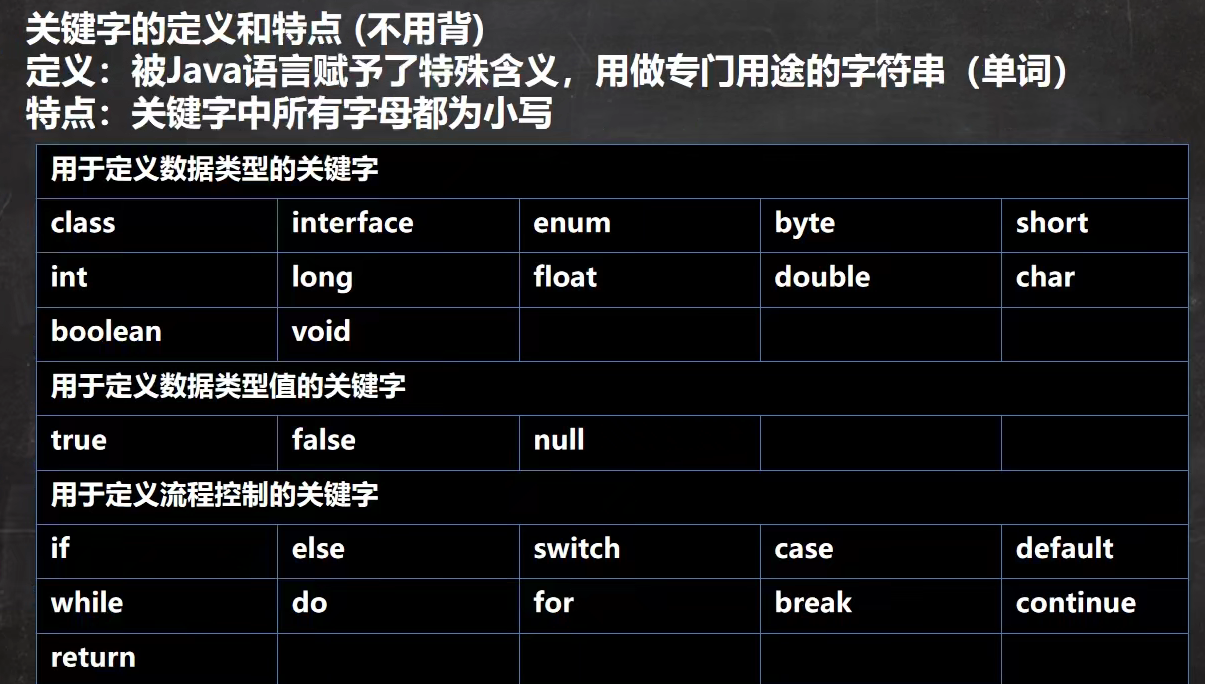 关键字的定义和特点 (不用背)
定义：被Java语言赋予了特殊含义，用做专门用途的字符串（单词）
特点：关键字中所有字母都为小写
用于定义数据类型的关键字
class interface enum byte short
int long float double char
boolean void
用于定义数据类型值的关键字
true false null
用于定义流程控制的关键字
if else switch case default
while do for break continue
return